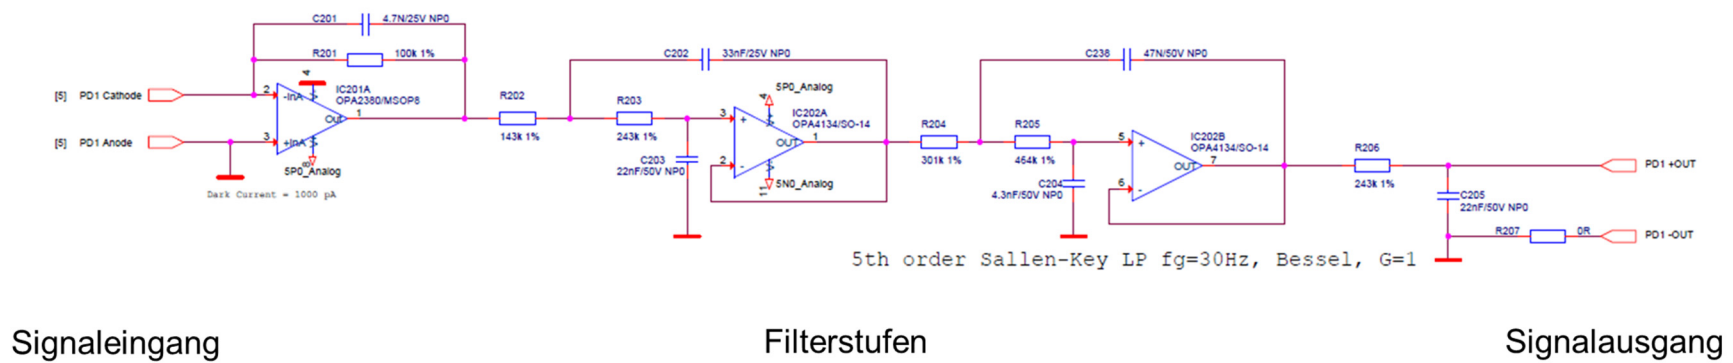 C201 4.7N/25V NP0
R201 100k 1%
C202 33nF/25V NP0
C238 47N/50V NP0
[5] PD1 Cathode
2 -InA 4 V-
IC201A
OPA2380/MSOP8
Out 1
[5] PD1 Anode
3 +InA V+ 8
5P0_Analog
Dark Current = 1000 pA
R202
143k 1%
R203
243k 1%
C203
22nF/50V NP0
5P0_Analog
4 V+
3 +
IC202A
OPA4134/SO-14
OUT 1
2 -
V- 11
5N0_Analog
R204
301k 1%
R205
464k 1%
C204
4.3nF/50V NP0
5 +
IC202B
OPA4134/SO-14
OUT 7
6 -
R206
243k 1%
PD1 +OUT
C205
22nF/50V NP0
R207 0R PD1 -OUT
5th order Sallen-Key LP fg=30Hz, Bessel, G=1
Signaleingang Filterstufen Signalausgang